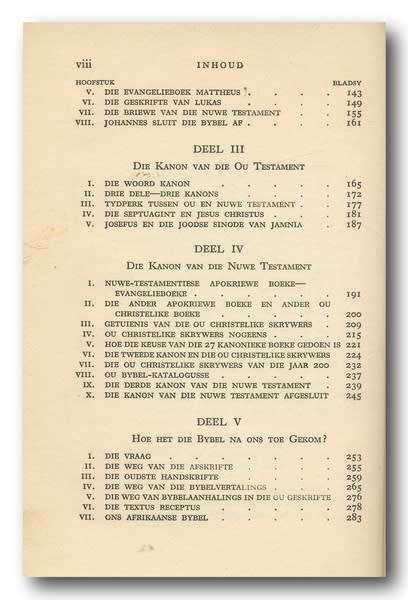 viii INHOUD
HOOFSTUK BLADSY
V. DIE EVANGELIEBOEK MATTHEUS . . . . 143
VI. DIE GESKRIFTE VAN LUKAS . . . . 149
VII. DIE BRIEWE VAN DIE NUWE TESTAMENT . . 155
VIII. JOHANNES SLUIT DIE BYBEL AF . . . . 161
DEEL III
DIE KANON VAN DIE OU TESTAMENT
I. DIE WOORD KANON . . . . . 165
II. DRIE DELE—DRIE KANONS . . . . 172
III. TYDPERK TUSSEN OU EN NUWE TESTAMENT . . 177
IV. DIE SEPTUAGINT EN JESUS CHRISTUS . . . 181
V. JOSEFUS EN DIE JOODSE SINODE VAN JAMNIA . 187
DEEL IV
DIE KANON VAN DIE NUWE TESTAMENT
I. NUWE-TESTAMENTIESE APOKRIEWE BOEKE—
EVANGELIEBOEKE . . . . . 191
II. DIE ANDER APOKRIEWE BOEKE EN ANDER OU
CHRISTELIKE BOEKE . . . . 200
III. GETUIENIS VAN DIE OU CHRISTELIKE SKRYWERS . 209
IV. OU CHRISTELIKE SKRYWERS NOGEENS . . . 215
V. HOE DIE KEUSE VAN DIE 27 KANONIEKE BOEKE GEDOEN IS 221
VI. DIE TWEEDE KANON EN DIE OU CHRISTELIKE SKRYWERS 224
VII. DIE OU CHRISTELIKE SKRYWERS VAN DIE JAAR 200 232
VIII. OU BYBEL-KATALOGUSSE . . . . 237
IX. DIE DERDE KANON VAN DIE NUWE TESTAMENT . 239
X. DIE KANON VAN DIE NUWE TESTAMENT AFGESLUIT 245
DEEL V
HOE HET DIE BYBEL NA ONS TOE GEKOM?
I. DIE VRAAG . . . . . . . 253
II. DIE WEG VAN DIE AFSKRIFTE . . . . 255
III. DIE OUDSTE HANDSKRIFTE . . . . 259
IV. DIE WEG VAN DIE BYBELVERTALINGS . . . 265
V. DIE WEG VAN BYBELAANHALINGS IN DIE OU GESKRIFTE 276
VI. DIE TEXTUS RECEPTUS . . . . . 278
VII. ONS AFRIKAANSE BYBEL . . . . . 283